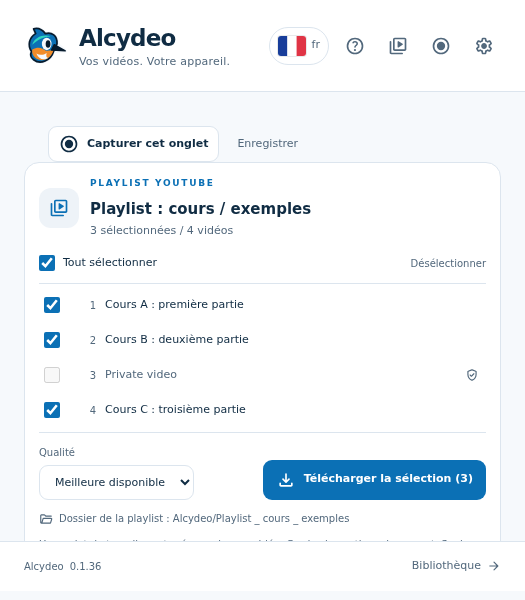 Alcydeo
Vos vidéos. Votre appareil.
fr
Capturer cet onglet
Enregistrer
PLAYLIST YOUTUBE
Playlist : cours / exemples
3 sélectionnées / 4 vidéos
Tout sélectionner
Désélectionner
1 Cours A : première partie
2 Cours B : deuxième partie
3 Private video
4 Cours C : troisième partie
Qualité
Meilleure disponible
Télécharger la sélection (3)
Dossier de la playlist : Alcydeo/Playlist _ cours _ exemples
Alcydeo 0.1.36
Bibliothèque